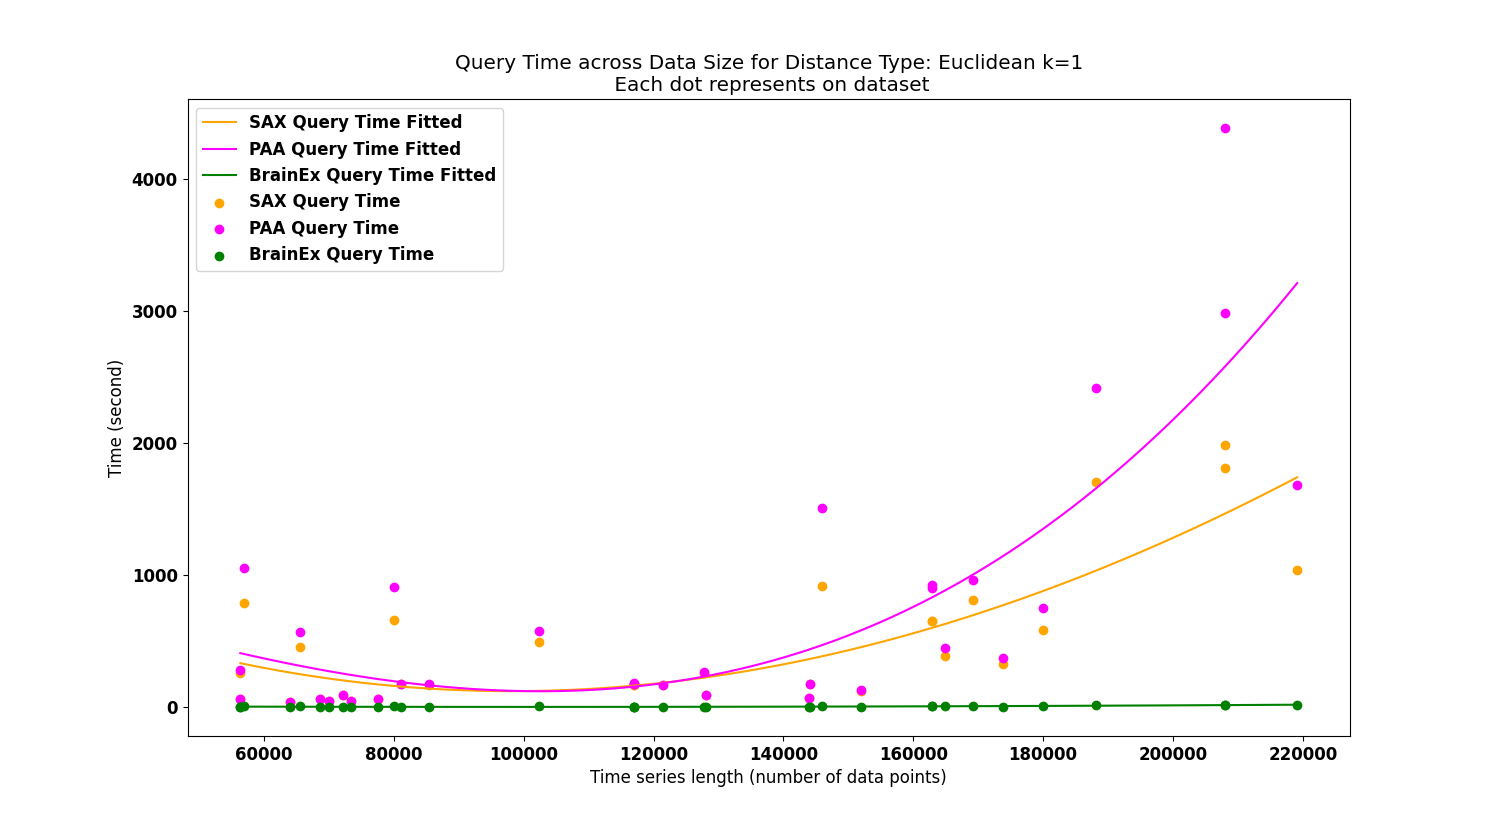 Query Time across Data Size for Distance Type: Euclidean k=1
Each dot represents on dataset
SAX Query Time Fitted
PAA Query Time Fitted
BrainEx Query Time Fitted
SAX Query Time
PAA Query Time
BrainEx Query Time
Time (second)
4000
3000
2000
1000
0
60000 80000 100000 120000 140000 160000 180000 200000 220000
Time series length (number of data points)